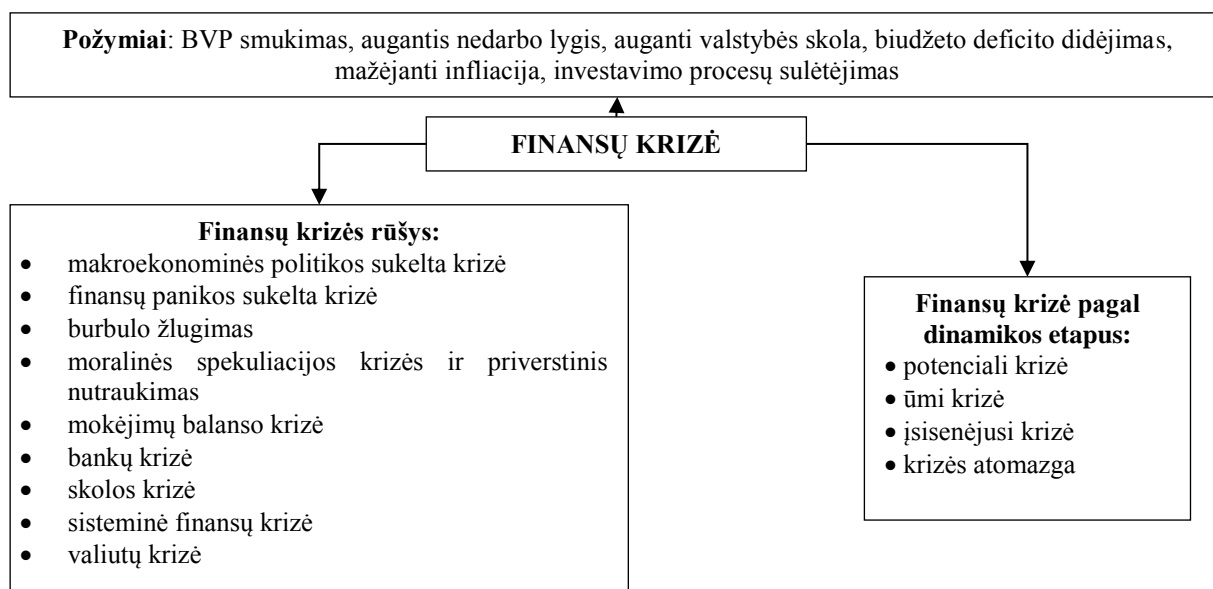 Požymiai: BVP smukimas, augantis nedarbo lygis, auganti valstybės skola, biudžeto deficito didėjimas,
mažėjanti infliacija, investavimo procesų sulėtėjimas
FINANSŲ KRIZĖ
Finansų krizės rūšys:
• makroekonominės politikos sukelta krizė
• finansų panikos sukelta krizė
• burbulo žlugimas
• moralinės spekuliacijos krizės ir priverstinis
nutraukimas
• mokėjimų balanso krizė
• bankų krizė
• skolos krizė
• sisteminė finansų krizė
• valiutų krizė
Finansų krizė pagal
dinamikos etapus:
• potenciali krizė
• ūmi krizė
• įsisenėjusi krizė
• krizės atomazga